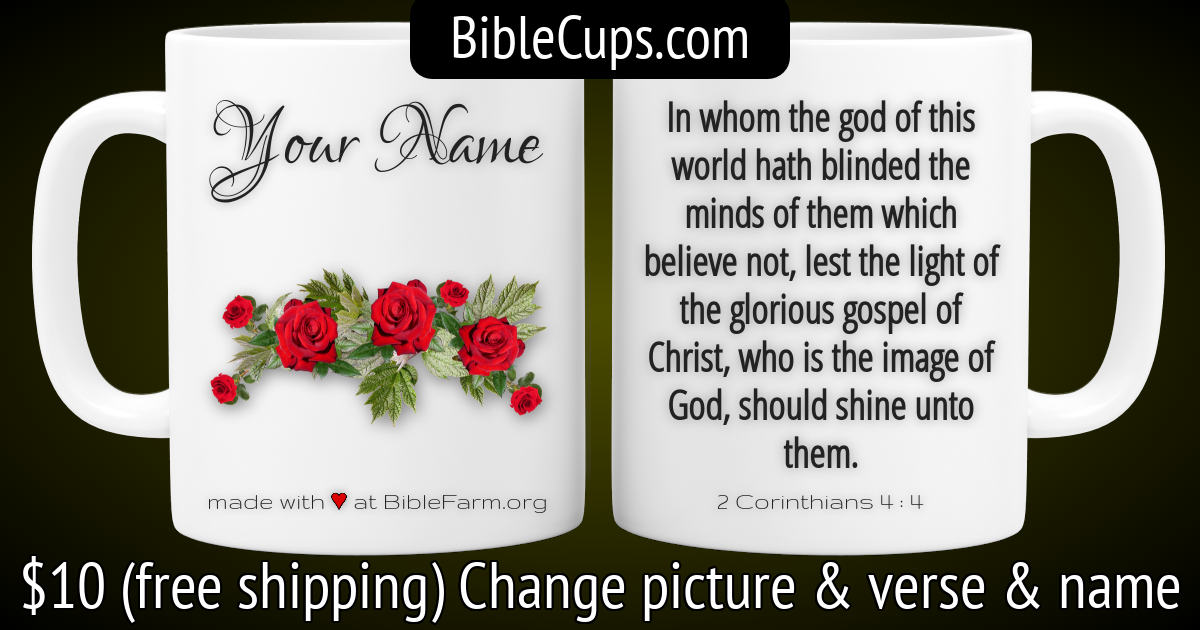 BibleCups.com
Your Name
made with ♥ at BibleFarm.org
In whom the god of this
world hath blinded the
minds of them which
believe not, lest the light of
the glorious gospel of
Christ, who is the image of
God, should shine unto
them.
2 Corinthians 4 : 4
$10 (free shipping) Change picture & verse & name